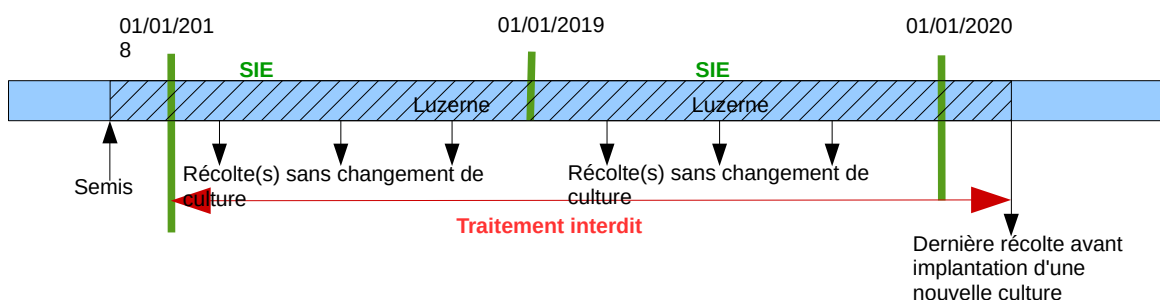 01/01/201
8
01/01/2019
01/01/2020
SIE
SIE
Luzerne
Luzerne
Semis
Récolte(s) sans changement de
culture
Récolte(s) sans changement de
culture
Traitement interdit
Dernière récolte avant
implantation d'une
nouvelle culture